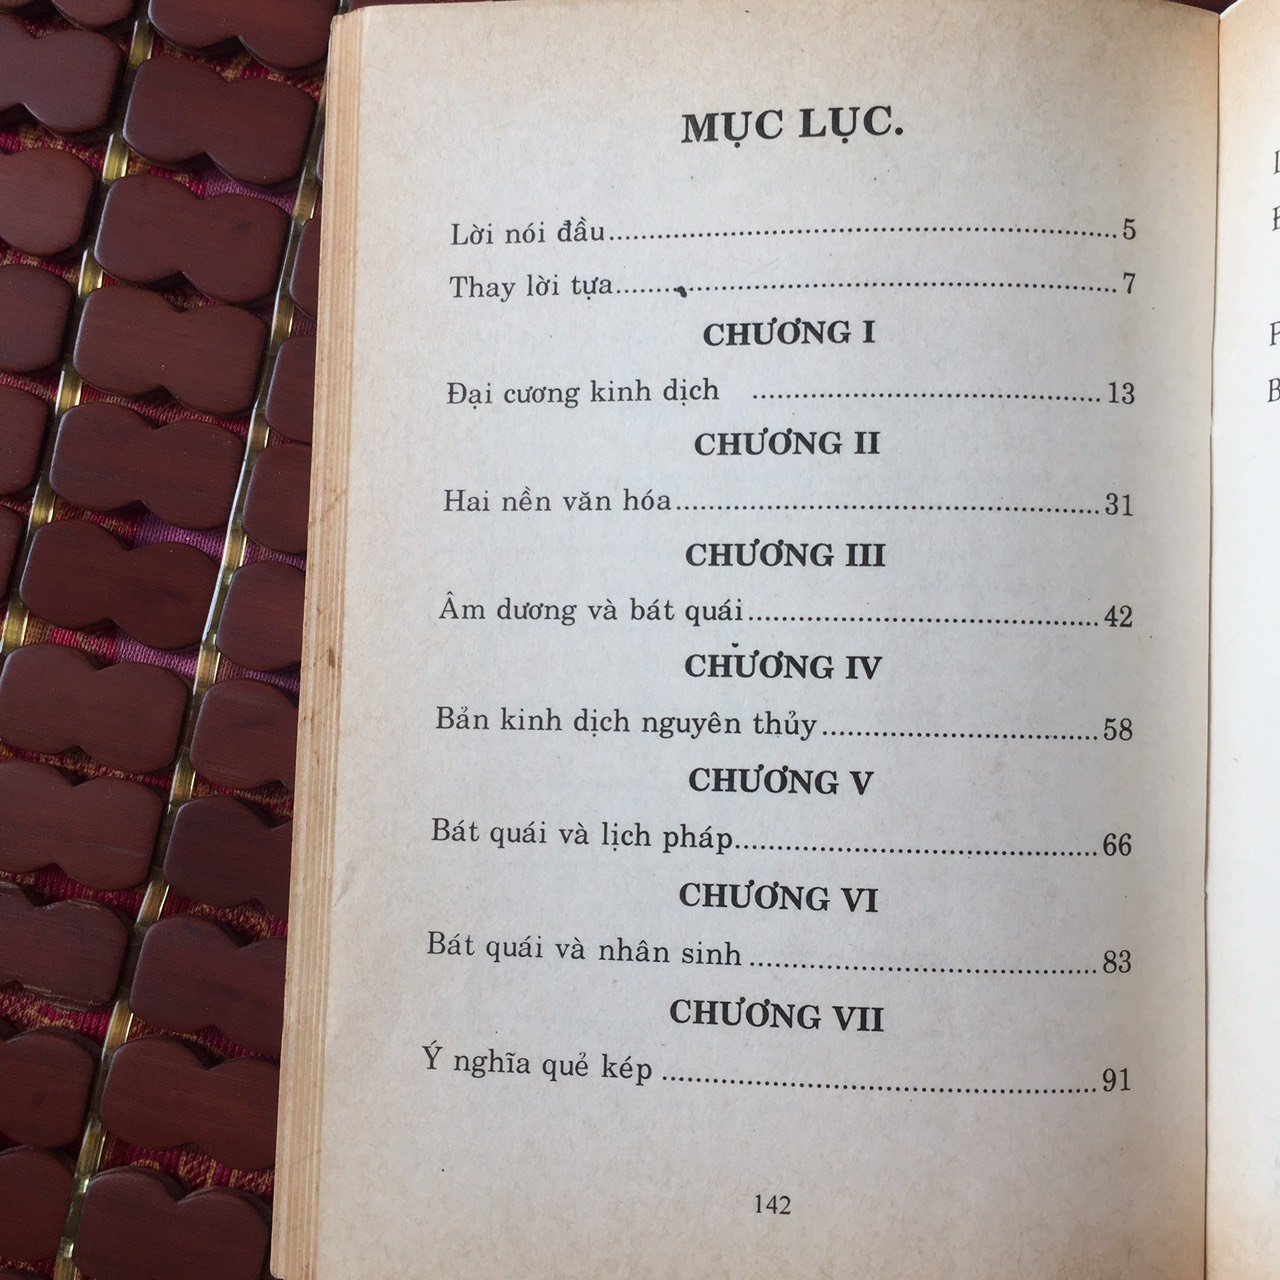 MỤC LỤC.
Lời nói đầu...............................................................5
Thay lời tựa..............................................................7
CHƯƠNG I
Đại cương kinh dịch ............................................13
CHƯƠNG II
Hai nền văn hóa.....................................................31
CHƯƠNG III
Âm dương và bát quái............................................42
CHƯƠNG IV
Bản kinh dịch nguyên thủy...................................58
CHƯƠNG V
Bát quái và lịch pháp.............................................66
CHƯƠNG VI
Bát quái và nhân sinh............................................83
CHƯƠNG VII
Ý nghĩa quẻ kép .....................................................91
142